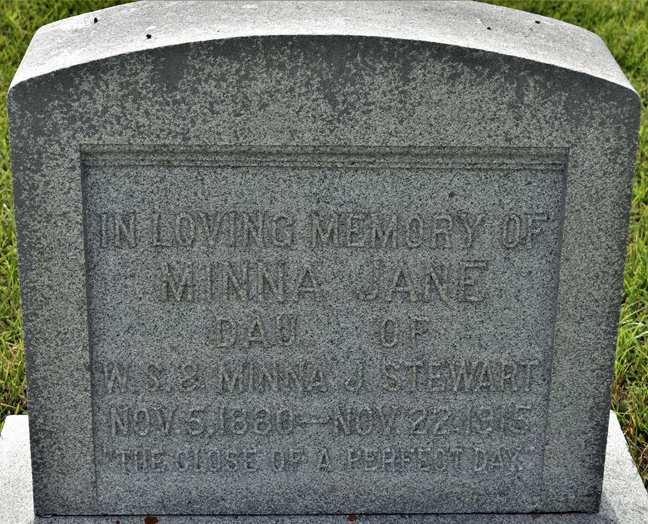 IN LOVING MEMORY OF
MINNA JANE
DAU. OF
W. S. & MINNA J. STEWART
NOV. 5, 1880 — NOV. 22, 1915
"THE CLOSE OF A PERFECT DAY"